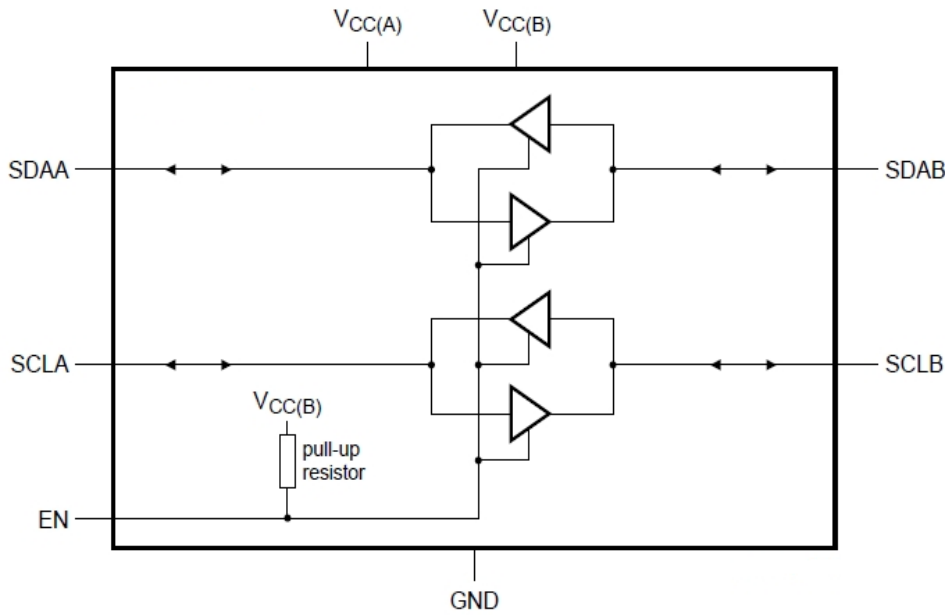 VCC(A)
VCC(B)
SDAA
SDAB
SCLA
SCLB
VCC(B)
pull-up
resistor
EN
GND